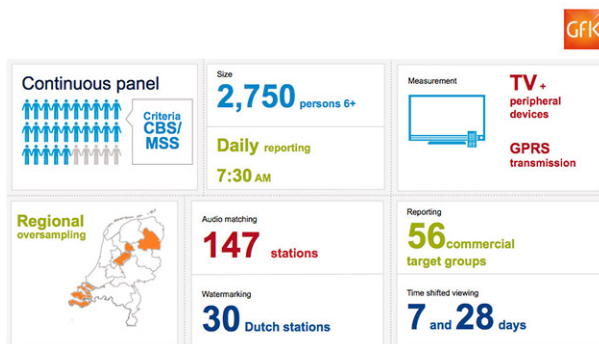 GfK
Continuous panel
Criteria
CBS/
MSS
Size
2,750 persons 6+
Daily reporting
7:30 AM
Measurement
TV +
peripheral
devices
GPRS
transmission
Regional
oversampling
Audio matching
147 stations
Watermarking
30 Dutch stations
Reporting
56 commercial
target groups
Time shifted viewing
7 and 28 days